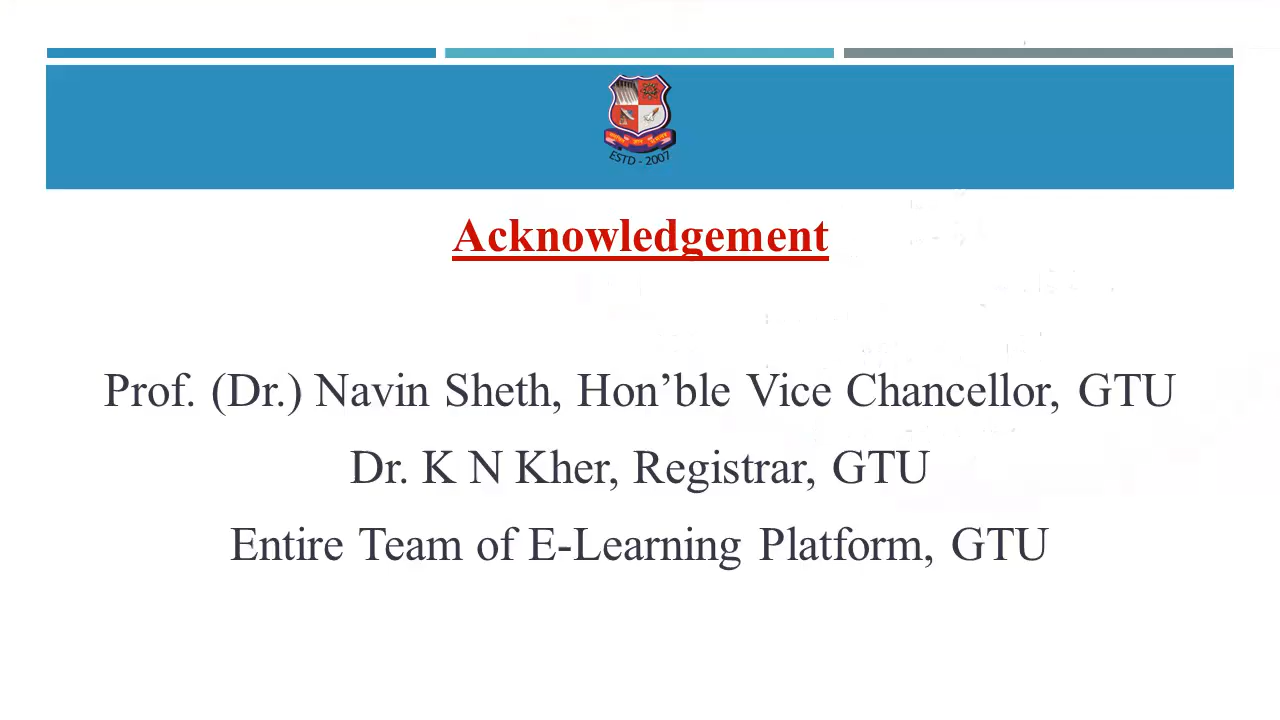 ESTD - 2007
Acknowledgement
Prof. (Dr.) Navin Sheth, Hon’ble Vice Chancellor, GTU
Dr. K N Kher, Registrar, GTU
Entire Team of E-Learning Platform, GTU